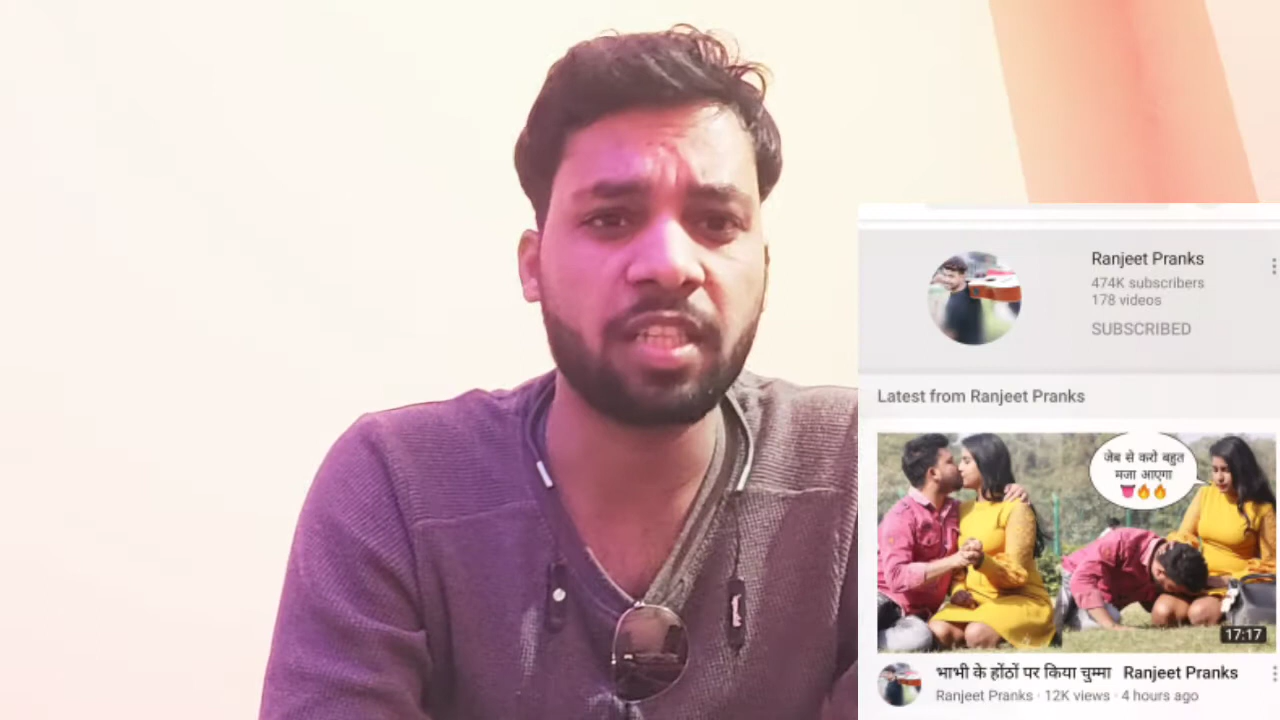 Ranjeet Pranks
474K subscribers
178 videos
SUBSCRIBED
Latest from Ranjeet Pranks
जेब से करो बहुत
मजा आएगा
17:17
भाभी के होंठों पर किया चुम्मा Ranjeet Pranks
Ranjeet Pranks · 12K views · 4 hours ago